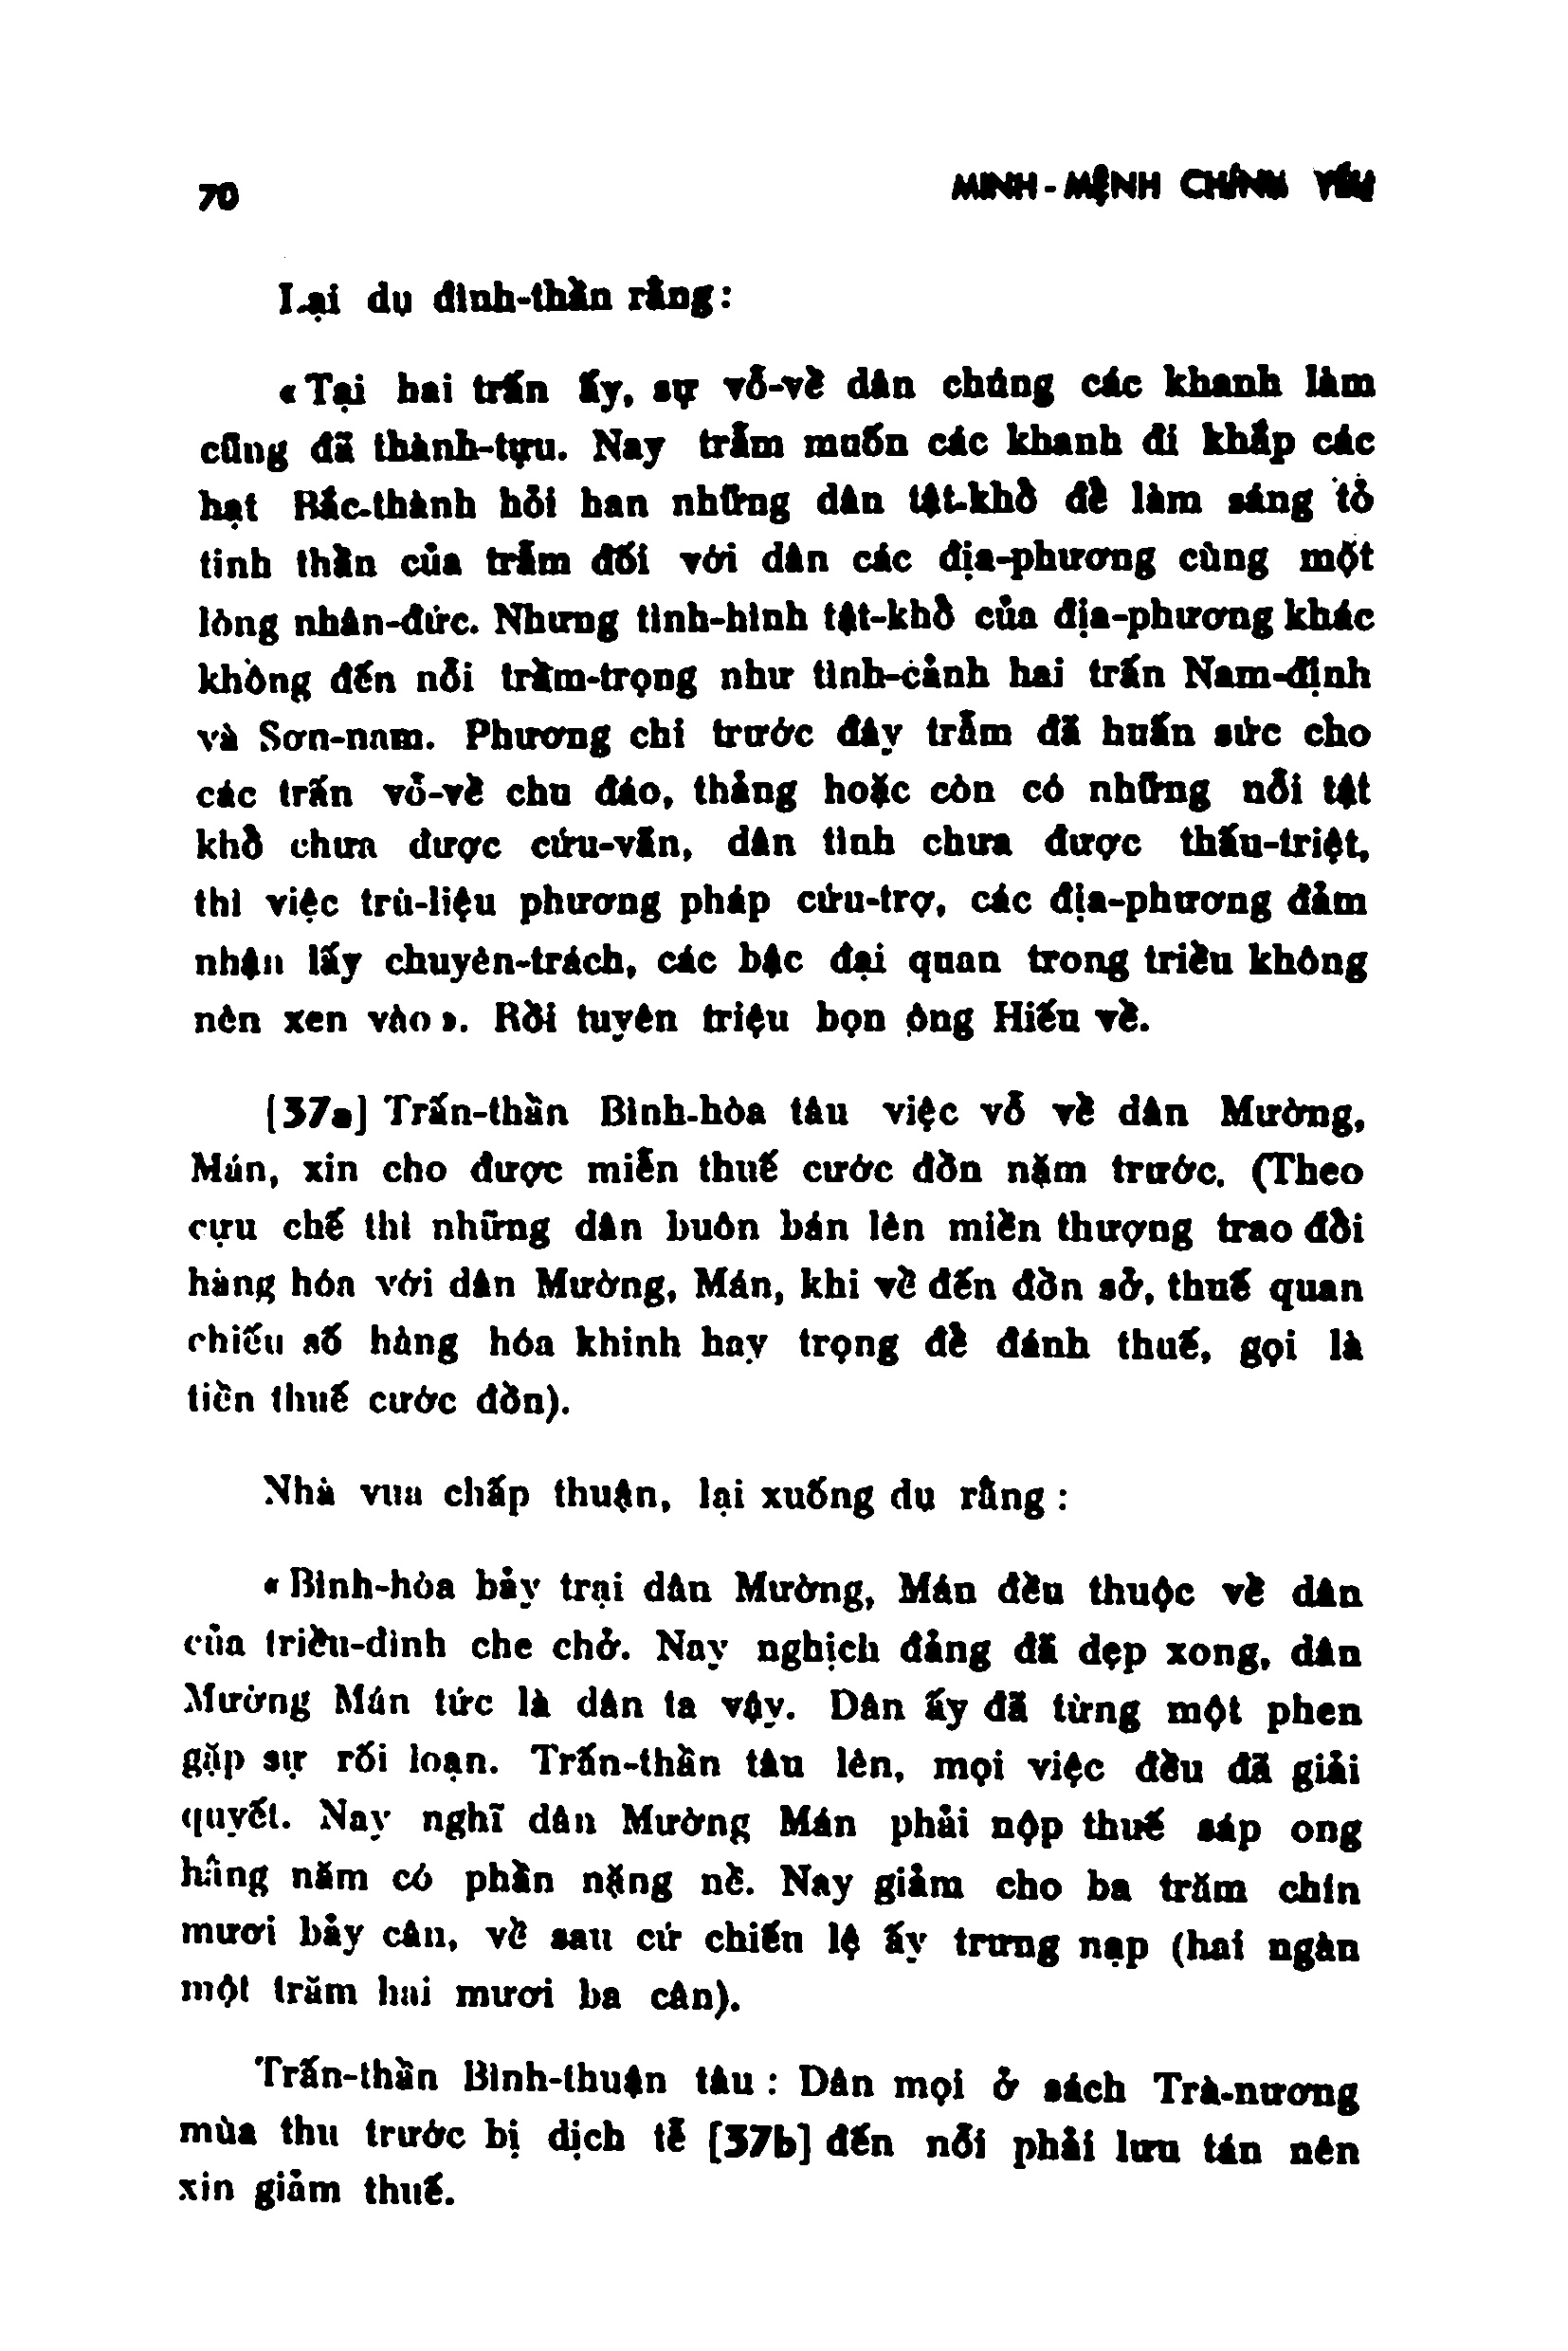 70
MINH-MỆNH CHÍNH YẾU
Lại dụ đình-thần rằng:
« Tại hai trấn ấy, sự vỗ-về dân chúng các khanh làm
cũng đã thành-tựu. Nay trẫm muốn các khanh đi khắp các
hạt Bắc-thành hỏi han những dân tật-khổ để làm sáng tỏ
tinh thần của trẫm đối với dân các địa-phương cùng một
lòng nhân-đức. Nhưng tình-hình tật-khổ của địa-phương khác
không đến nỗi trầm-trọng như tình-cảnh hai trấn Nam-định
và Sơn-nam. Phương chi trước đây trẫm đã huấn sức cho
các trấn vỗ-về chu đáo, thảng hoặc còn có những nỗi tật
khổ chưa được cứu-vãn, dân tình chưa được thấu-triệt,
thì việc trù-liệu phương pháp cứu-trợ, các địa-phương đảm
nhận lấy chuyên-trách, các bậc đại quan trong triều không
nên xen vào ». Rồi tuyên triệu bọn ông Hiếu về.
[37a] Trấn-thần Bình-hòa tâu việc vỗ về dân Mường,
Mán, xin cho được miễn thuế cước đồn nặm trước. (Theo
cựu chế thì những dân buôn bán lên miền thượng trao đổi
hàng hóa với dân Mường, Mán, khi về đến đồn sở, thuế quan
chiếu số hàng hóa khinh hay trọng để đánh thuế, gọi là
tiền thuế cước đồn).
Nhà vua chấp thuận, lại xuống dụ rằng :
« Bình-hòa bảy trại dân Mường, Mán đều thuộc về dân
của triều-đình che chở. Nay nghịch đảng đã dẹp xong, dân
Mường Mán tức là dân ta vậy. Dân ấy đã từng một phen
gặp sự rối loạn. Trấn-thần tâu lên, mọi việc đều đã giải
quyết. Nay nghĩ dân Mường Mán phải nộp thuế sáp ong
hằng năm có phần nặng nề. Nay giảm cho ba trăm chín
mươi bảy cân, về sau cứ chiếu lệ ấy trưng nạp (hai ngàn
một trăm hai mươi ba cân).
Trấn-thần Bình-thuận tâu : Dân mọi ở sách Trà-nương
mùa thu trước bị dịch tễ [37b] đến nỗi phải lưu tán nên
xin giảm thuế.